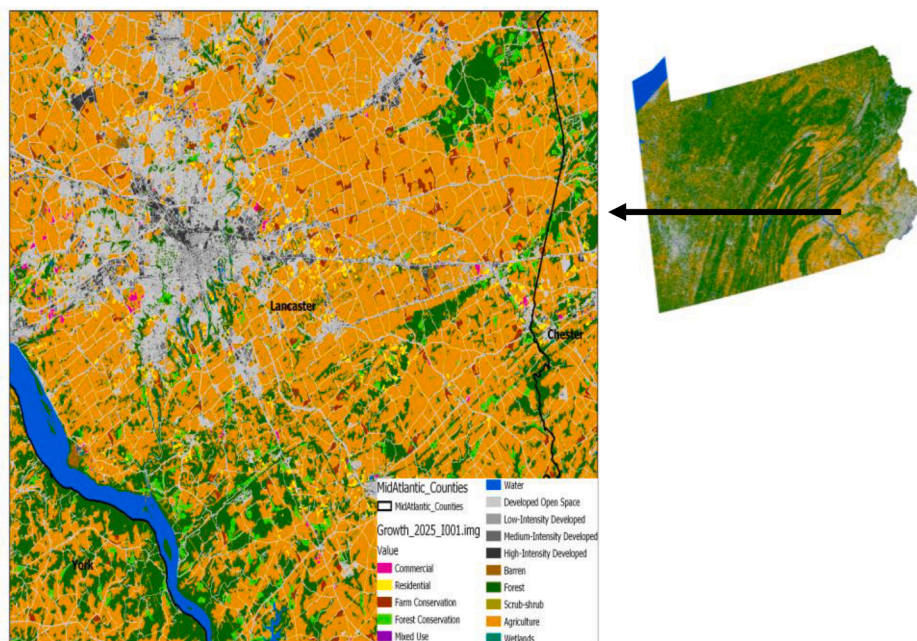 Lancaster
Chester
York
MidAtlantic_Counties
MidAtlantic_Counties
Growth_2025_I001.img
Value
Commercial
Residential
Farm Conservation
Forest Conservation
Mixed Use
Water
Developed Open Space
Low-Intensity Developed
Medium-Intensity Developed
High-Intensity Developed
Barren
Forest
Scrub-shrub
Agriculture
Wetlands